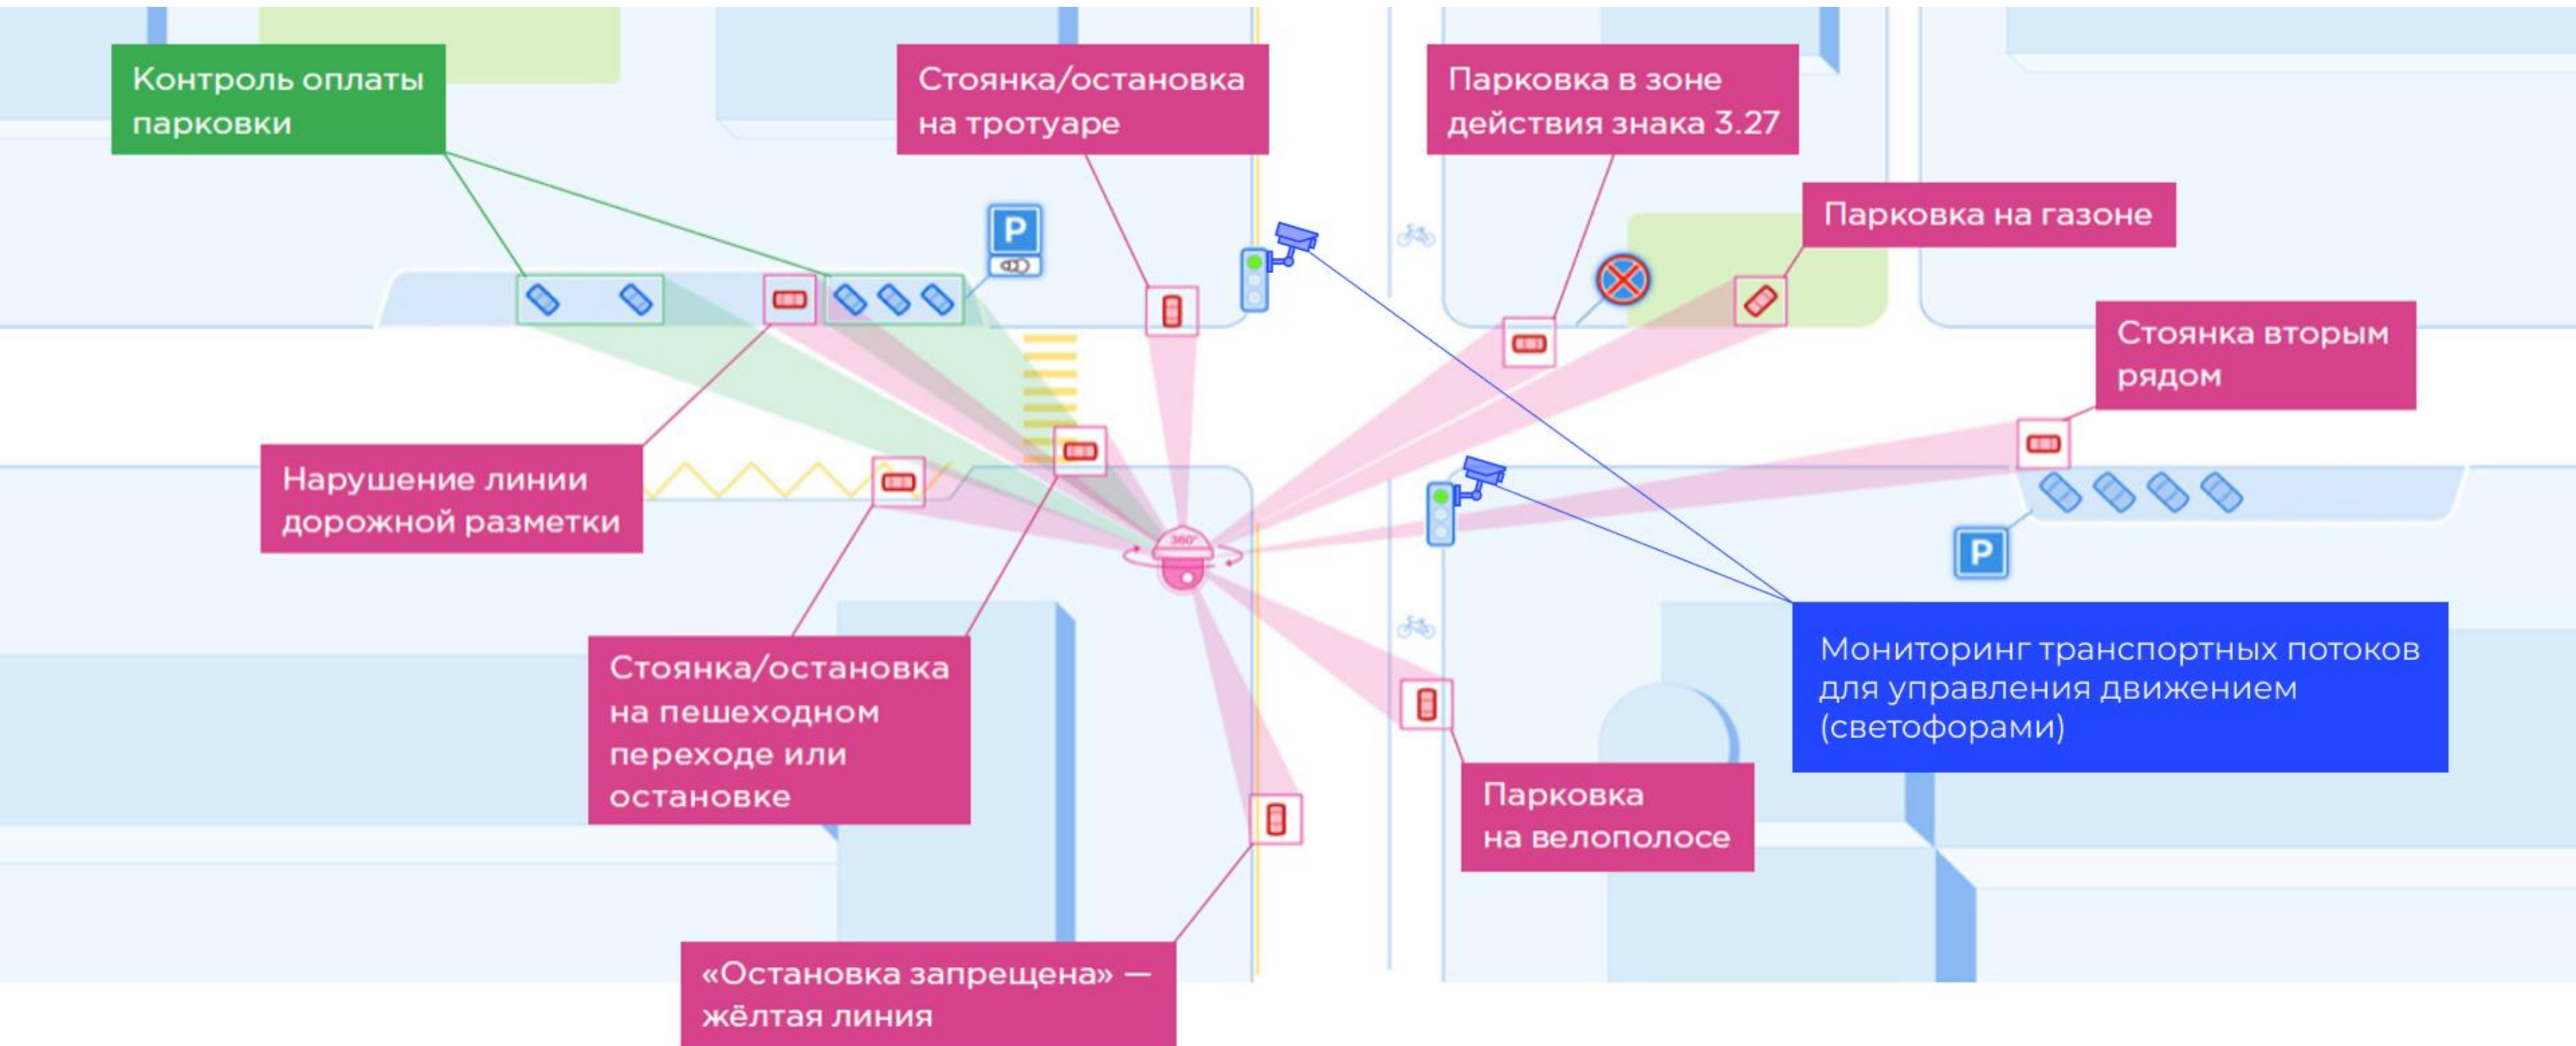 Контроль оплаты
парковки
Стоянка/остановка
на тротуаре
Парковка в зоне
действия знака 3.27
Парковка на газоне
P
Стоянка вторым
рядом
Нарушение линии
дорожной разметки
360°
P
Стоянка/остановка
на пешеходном
переходе или
остановке
Мониторинг транспортных потоков
для управления движением
(светофорами)
Парковка
на велополосе
«Остановка запрещена» —
жёлтая линия